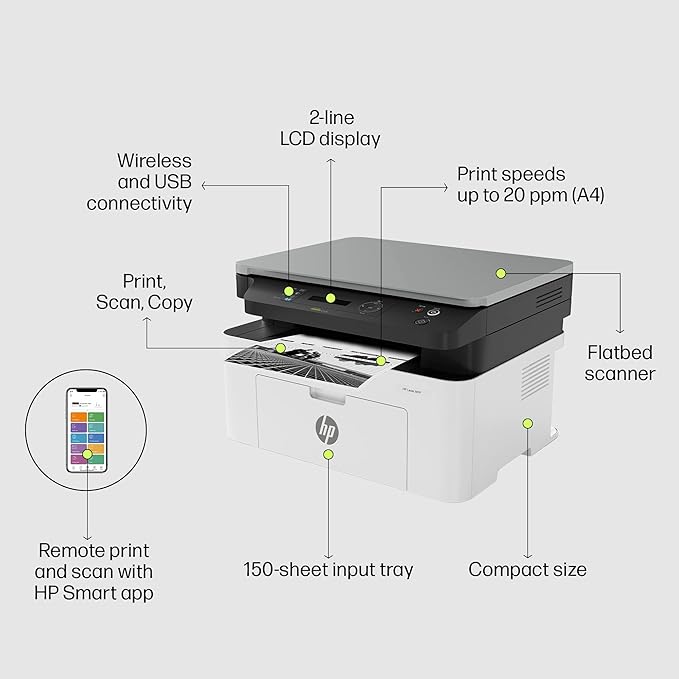 2-line
LCD display
Wireless
and USB
connectivity
Print speeds
up to 20 ppm (A4)
Print,
Scan, Copy
Flatbed
scanner
hp
Remote print
and scan with
HP Smart app
150-sheet input tray
Compact size